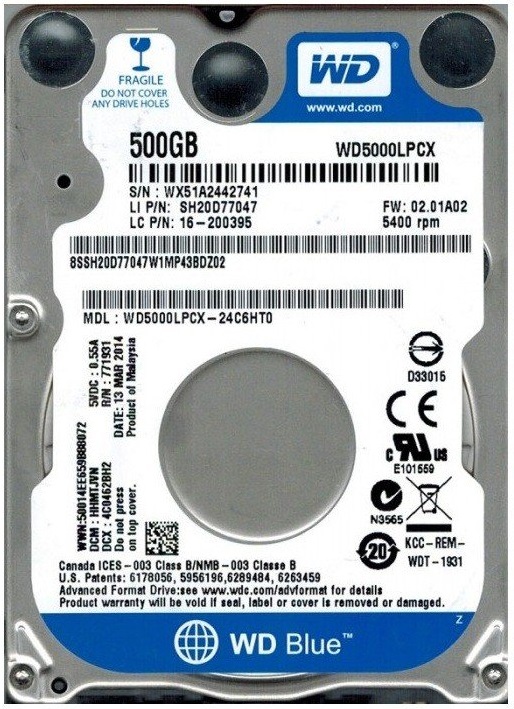 FRAGILE
DO NOT COVER
ANY DRIVE HOLES
WD®
www.wd.com
500GB
WD5000LPCX
S/N : WX51A2442741
LI P/N: SH20D77047
FW: 02.01A02
LC P/N: 16-200395
5400 rpm
8SSH20D77047W1MP43BDZ02
MDL : WD5000LPCX-24C6HT0
5VDC : 0.55A
R/N : 771931
DATE: 13 MAR 2014
Product of Malaysia
WWN:50014EE659B88072
DCM : HHMTJVN
DCX : 4C0462BH2
Do not press
on top cover.
D33015
CE
c RU us
E101559
N3565
20
KCC-REM-
WDT-1931
Canada ICES-003 Class B/NMB-003 Classe B
U.S. Patents: 6178056, 5956196,6289484, 6263459
Advanced Format Drive:see www.wdc.com/advformat for details
Product warranty will be void if seal, label or cover is removed or damaged.
Z
WD Blue™